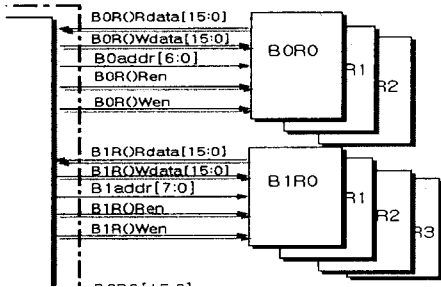 B0R()Rdata[15:0]
B0R()Wdata[15:0]
B0addr[6:0]
B0R()Ren
B0R()Wen
B0R0
R1
R2
B1R()Rdata[15:0]
B1R()Wdata[15:0]
B1addr[7:0]
B1R()Ren
B1R()Wen
B1R0
R1
R2
R3